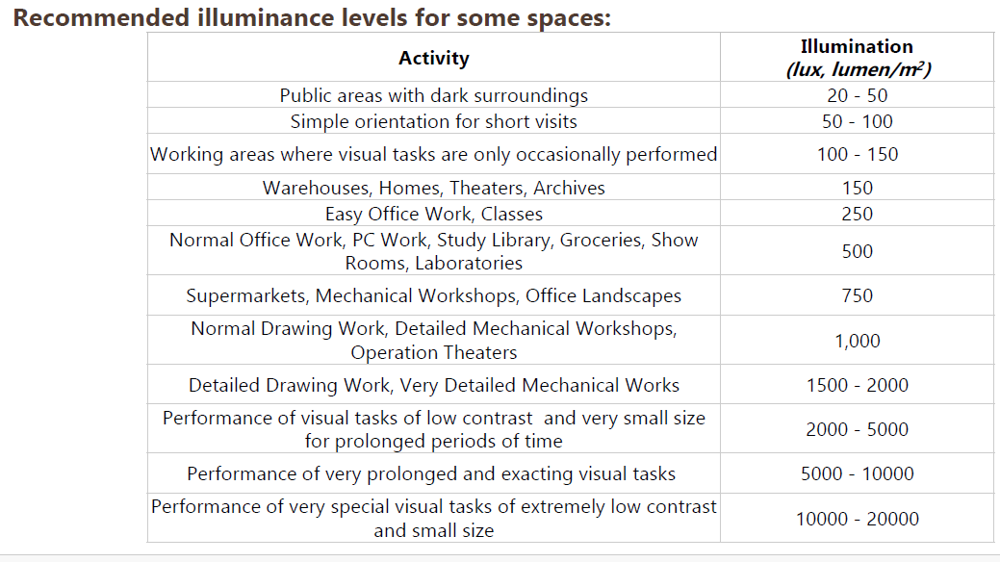 Recommended illuminance levels for some spaces:
Activity
Illumination
(lux, lumen/m²)
Public areas with dark surroundings
20 - 50
Simple orientation for short visits
50 - 100
Working areas where visual tasks are only occasionally performed
100 - 150
Warehouses, Homes, Theaters, Archives
150
Easy Office Work, Classes
250
Normal Office Work, PC Work, Study Library, Groceries, Show
Rooms, Laboratories
500
Supermarkets, Mechanical Workshops, Office Landscapes
750
Normal Drawing Work, Detailed Mechanical Workshops,
Operation Theaters
1,000
Detailed Drawing Work, Very Detailed Mechanical Works
1500 - 2000
Performance of visual tasks of low contrast  and very small size
for prolonged periods of time
2000 - 5000
Performance of very prolonged and exacting visual tasks
5000 - 10000
Performance of very special visual tasks of extremely low contrast
and small size
10000 - 20000